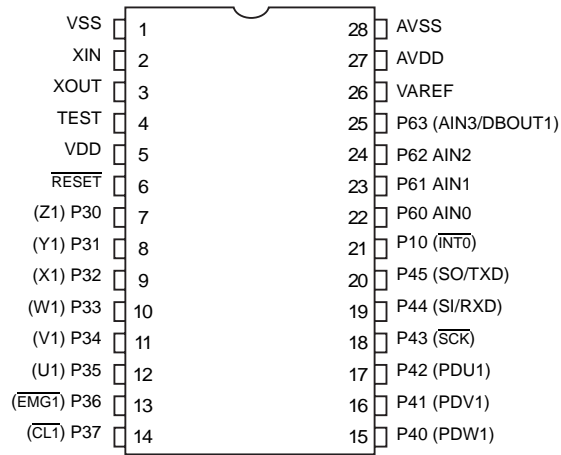 VSS 1 28 AVSS
XIN 2 27 AVDD
XOUT 3 26 VAREF
TEST 4 25 P63 (AIN3/DBOUT1)
VDD 5 24 P62 AIN2
RESET 6 23 P61 AIN1
(Z1) P30 7 22 P60 AIN0
(Y1) P31 8 21 P10 (INT0)
(X1) P32 9 20 P45 (SO/TXD)
(W1) P33 10 19 P44 (SI/RXD)
(V1) P34 11 18 P43 (SCK)
(U1) P35 12 17 P42 (PDU1)
(EMG1) P36 13 16 P41 (PDV1)
(CL1) P37 14 15 P40 (PDW1)